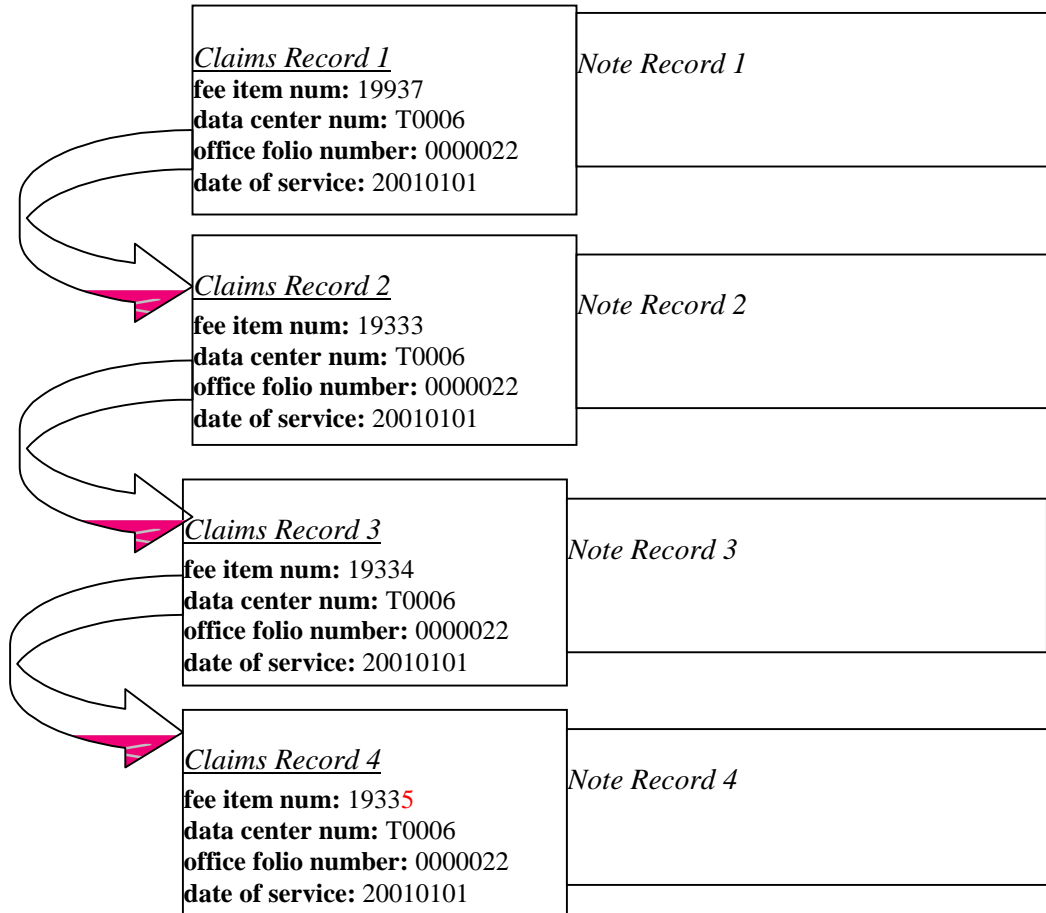 Claims Record 1
fee item num: 19937
data center num: T0006
office folio number: 0000022
date of service: 20010101
Note Record 1
Claims Record 2
fee item num: 19333
data center num: T0006
office folio number: 0000022
date of service: 20010101
Note Record 2
Claims Record 3
fee item num: 19334
data center num: T0006
office folio number: 0000022
date of service: 20010101
Note Record 3
Claims Record 4
fee item num: 19335
data center num: T0006
office folio number: 0000022
date of service: 20010101
Note Record 4